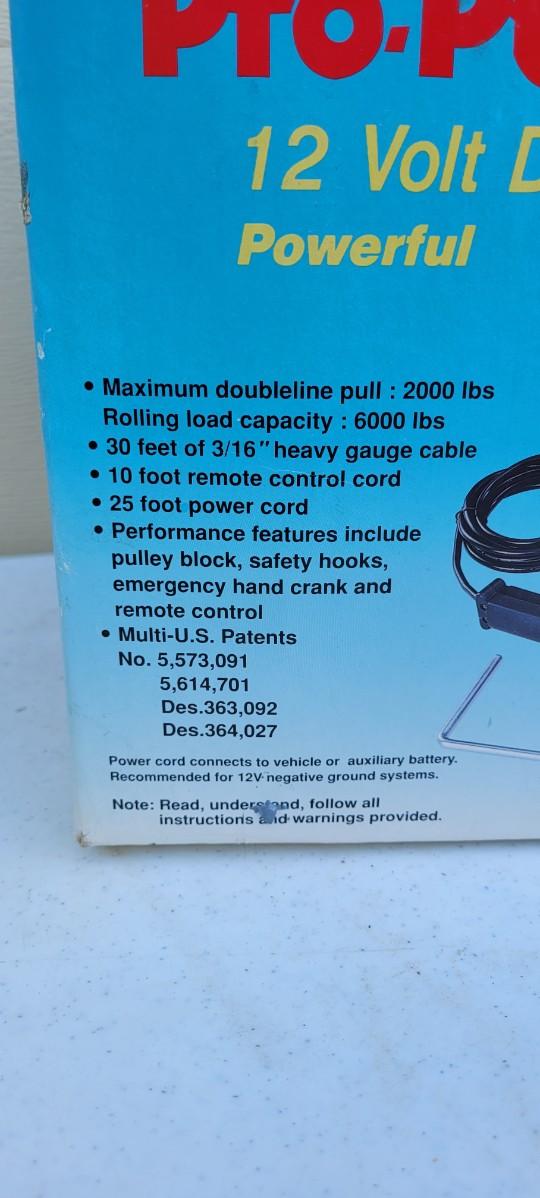 Pro-P
12 Volt D
Powerful
• Maximum doubleline pull : 2000 lbs
Rolling load capacity : 6000 lbs
• 30 feet of 3/16" heavy gauge cable
• 10 foot remote control cord
• 25 foot power cord
• Performance features include
pulley block, safety hooks,
emergency hand crank and
remote control
• Multi-U.S. Patents
No. 5,573,091
5,614,701
Des.363,092
Des.364,027
Power cord connects to vehicle or auxiliary battery.
Recommended for 12V negative ground systems.
Note: Read, understand, follow all
instructions and warnings provided.